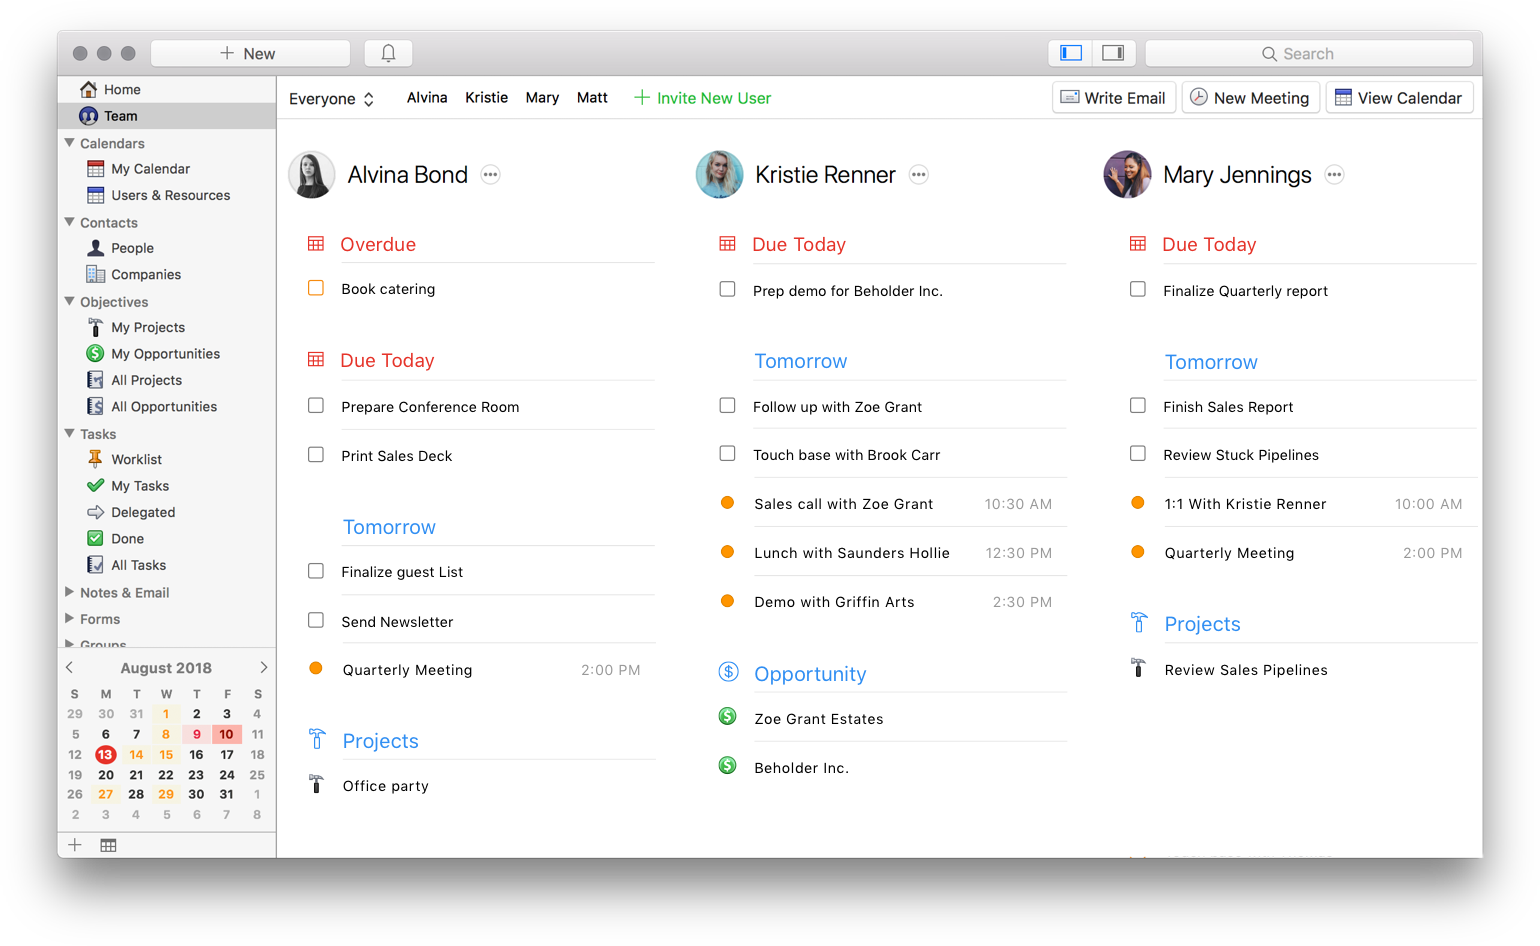 New
Search
Home
Team
Calendars
My Calendar
Users & Resources
Contacts
People
Companies
Objectives
My Projects
My Opportunities
All Projects
All Opportunities
Tasks
Worklist
My Tasks
Delegated
Done
All Tasks
Notes & Email
Forms
Groups
August 2018
S M T W T F S
29 30 31 1 2 3 4
5 6 7 8 9 10 11
12 13 14 15 16 17 18
19 20 21 22 23 24 25
26 27 28 29 30 31 1
2 3 4 5 6 7 8
Everyone Alvina Kristie Mary Matt Invite New User
Write Email New Meeting View Calendar
Alvina Bond
Overdue
Book catering
Due Today
Prepare Conference Room
Print Sales Deck
Tomorrow
Finalize guest List
Send Newsletter
Quarterly Meeting 2:00 PM
Projects
Office party
Kristie Renner
Due Today
Prep demo for Beholder Inc.
Tomorrow
Follow up with Zoe Grant
Touch base with Brook Carr
Sales call with Zoe Grant 10:30 AM
Lunch with Saunders Hollie 12:30 PM
Demo with Griffin Arts 2:30 PM
Opportunity
Zoe Grant Estates
Beholder Inc.
Mary Jennings
Due Today
Finalize Quarterly report
Tomorrow
Finish Sales Report
Review Stuck Pipelines
1:1 With Kristie Renner 10:00 AM
Quarterly Meeting 2:00 PM
Projects
Review Sales Pipelines